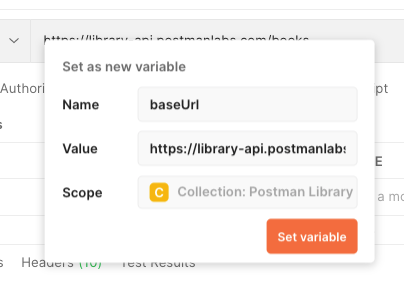 https://library-api.postmanlabs.com/books
Set as new variable
Authori
pt
Name
baseUrl
s
Value
https://library-api.postmanlabs
E
Scope
C
Collection: Postman Library
a mo
Set variable
s
Headers (10)
Test Results